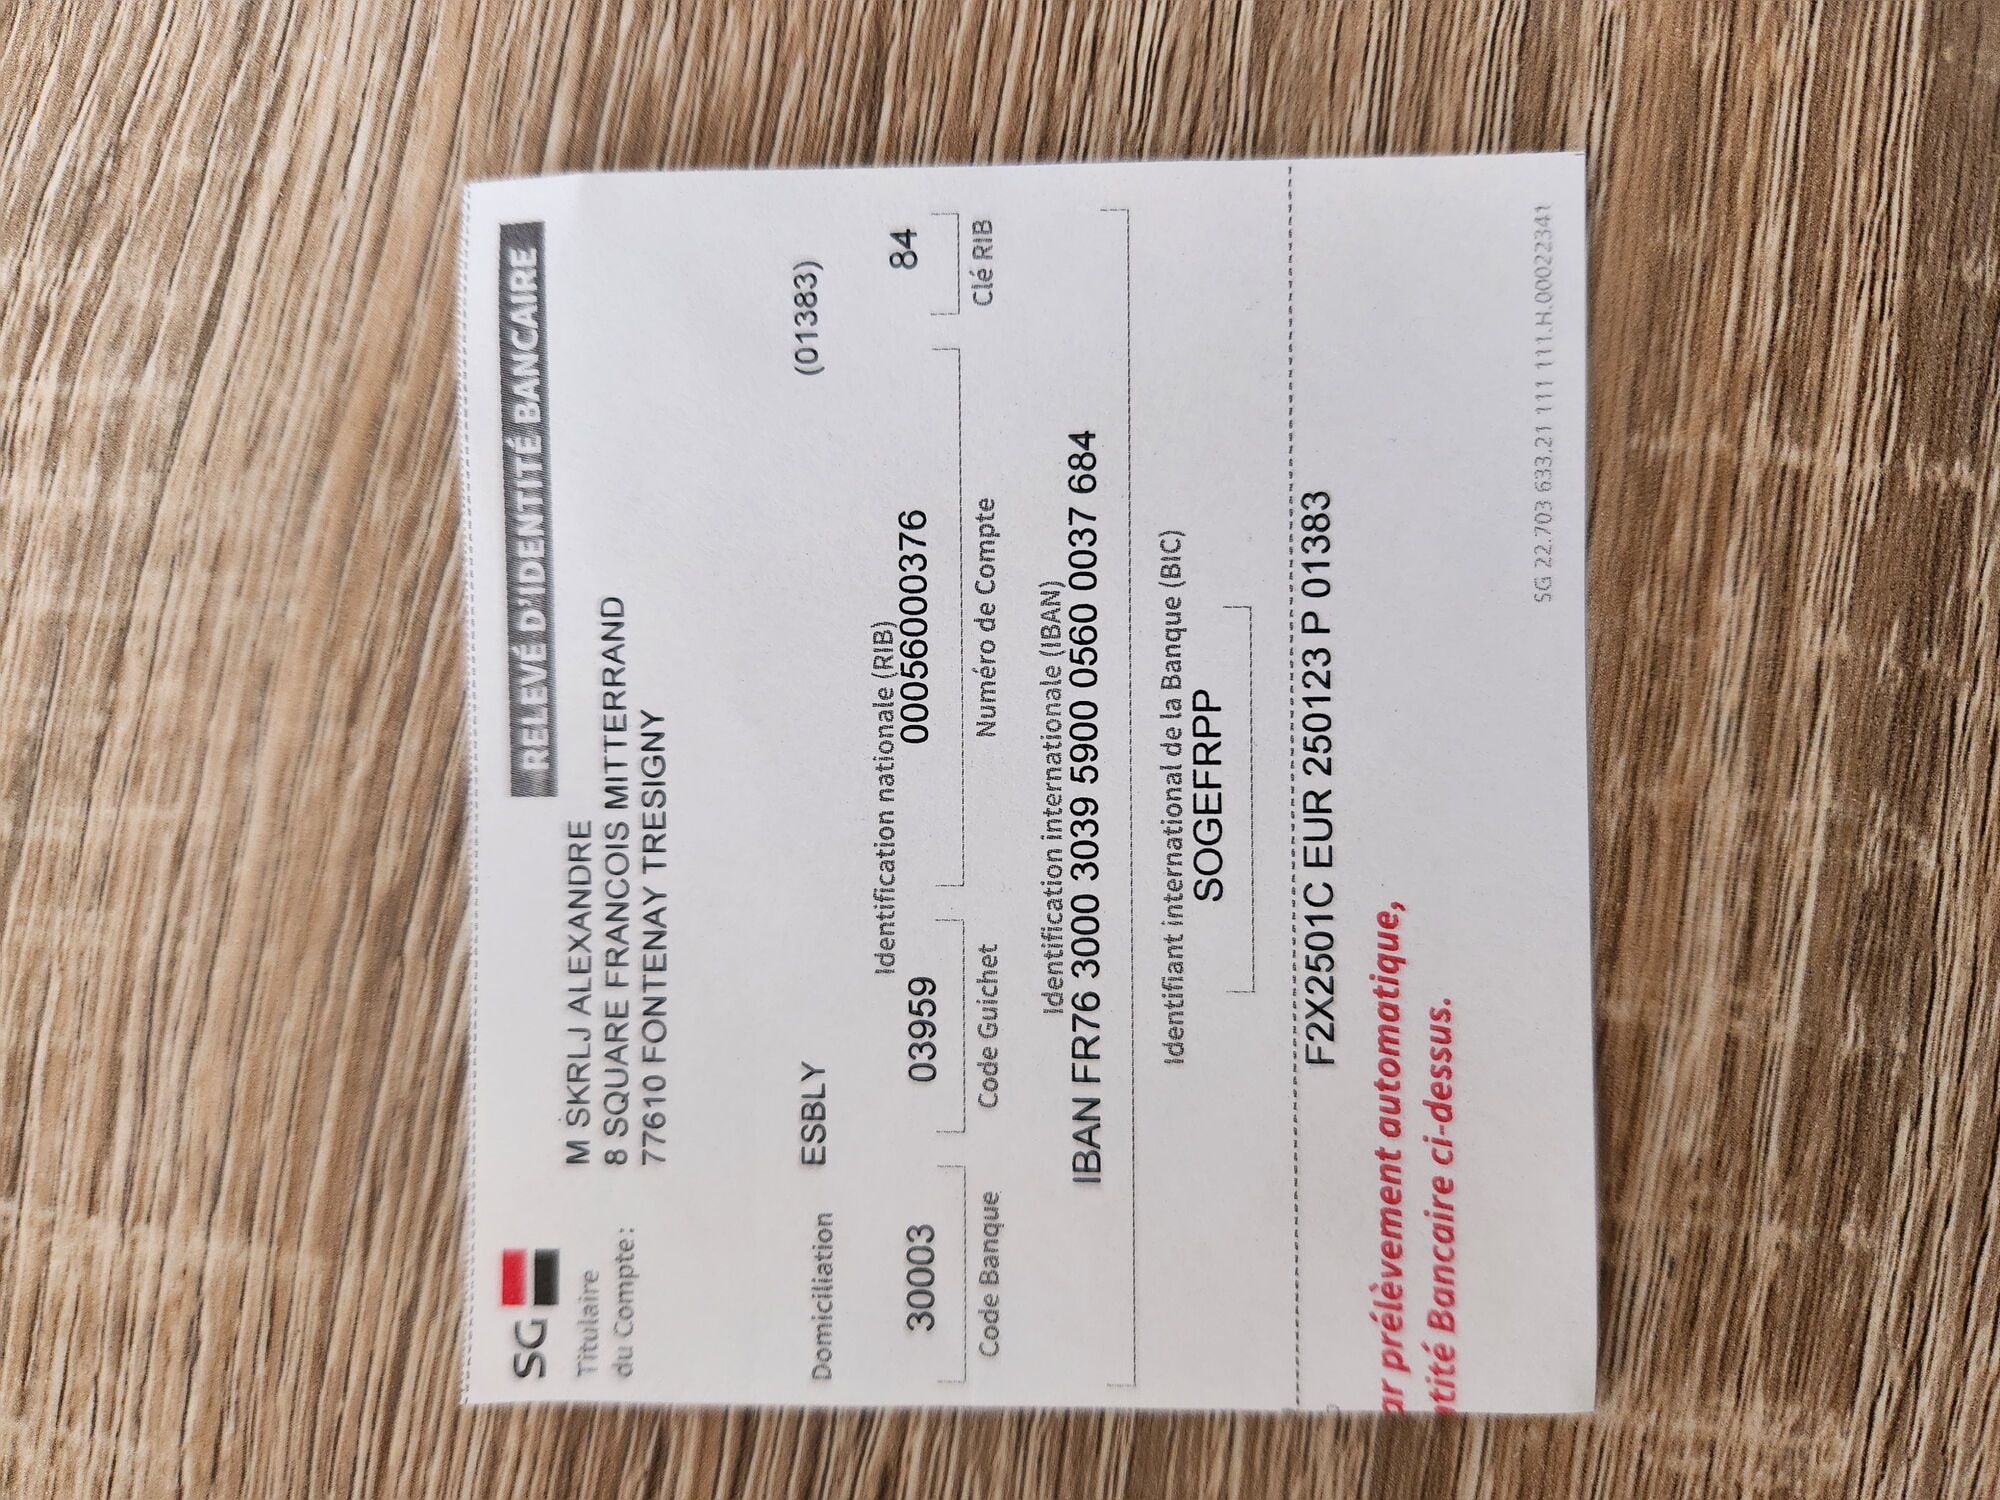 SG
RELEVÉ D'IDENTITÉ BANCAIRE
Titulaire
du Compte:
M SKRLJ ALEXANDRE
8 SQUARE FRANCOIS MITTERRAND
77610 FONTENAY TRESIGNY
Domiciliation ESBLY (01383)
Identification nationale (RIB)
30003 03959 00056000376 84
Code Banque Code Guichet Numéro de Compte Clé RIB
Identification internationale (IBAN)
IBAN FR76 3000 3039 5900 0560 0037 684
Identifiant international de la Banque (BIC)
SOGEFRPP
F2X2501C EUR 250123 P 01383
ar prélèvement automatique,
ntité Bancaire ci-dessus.
SG 22.703 633.21 111 111.H.00022341